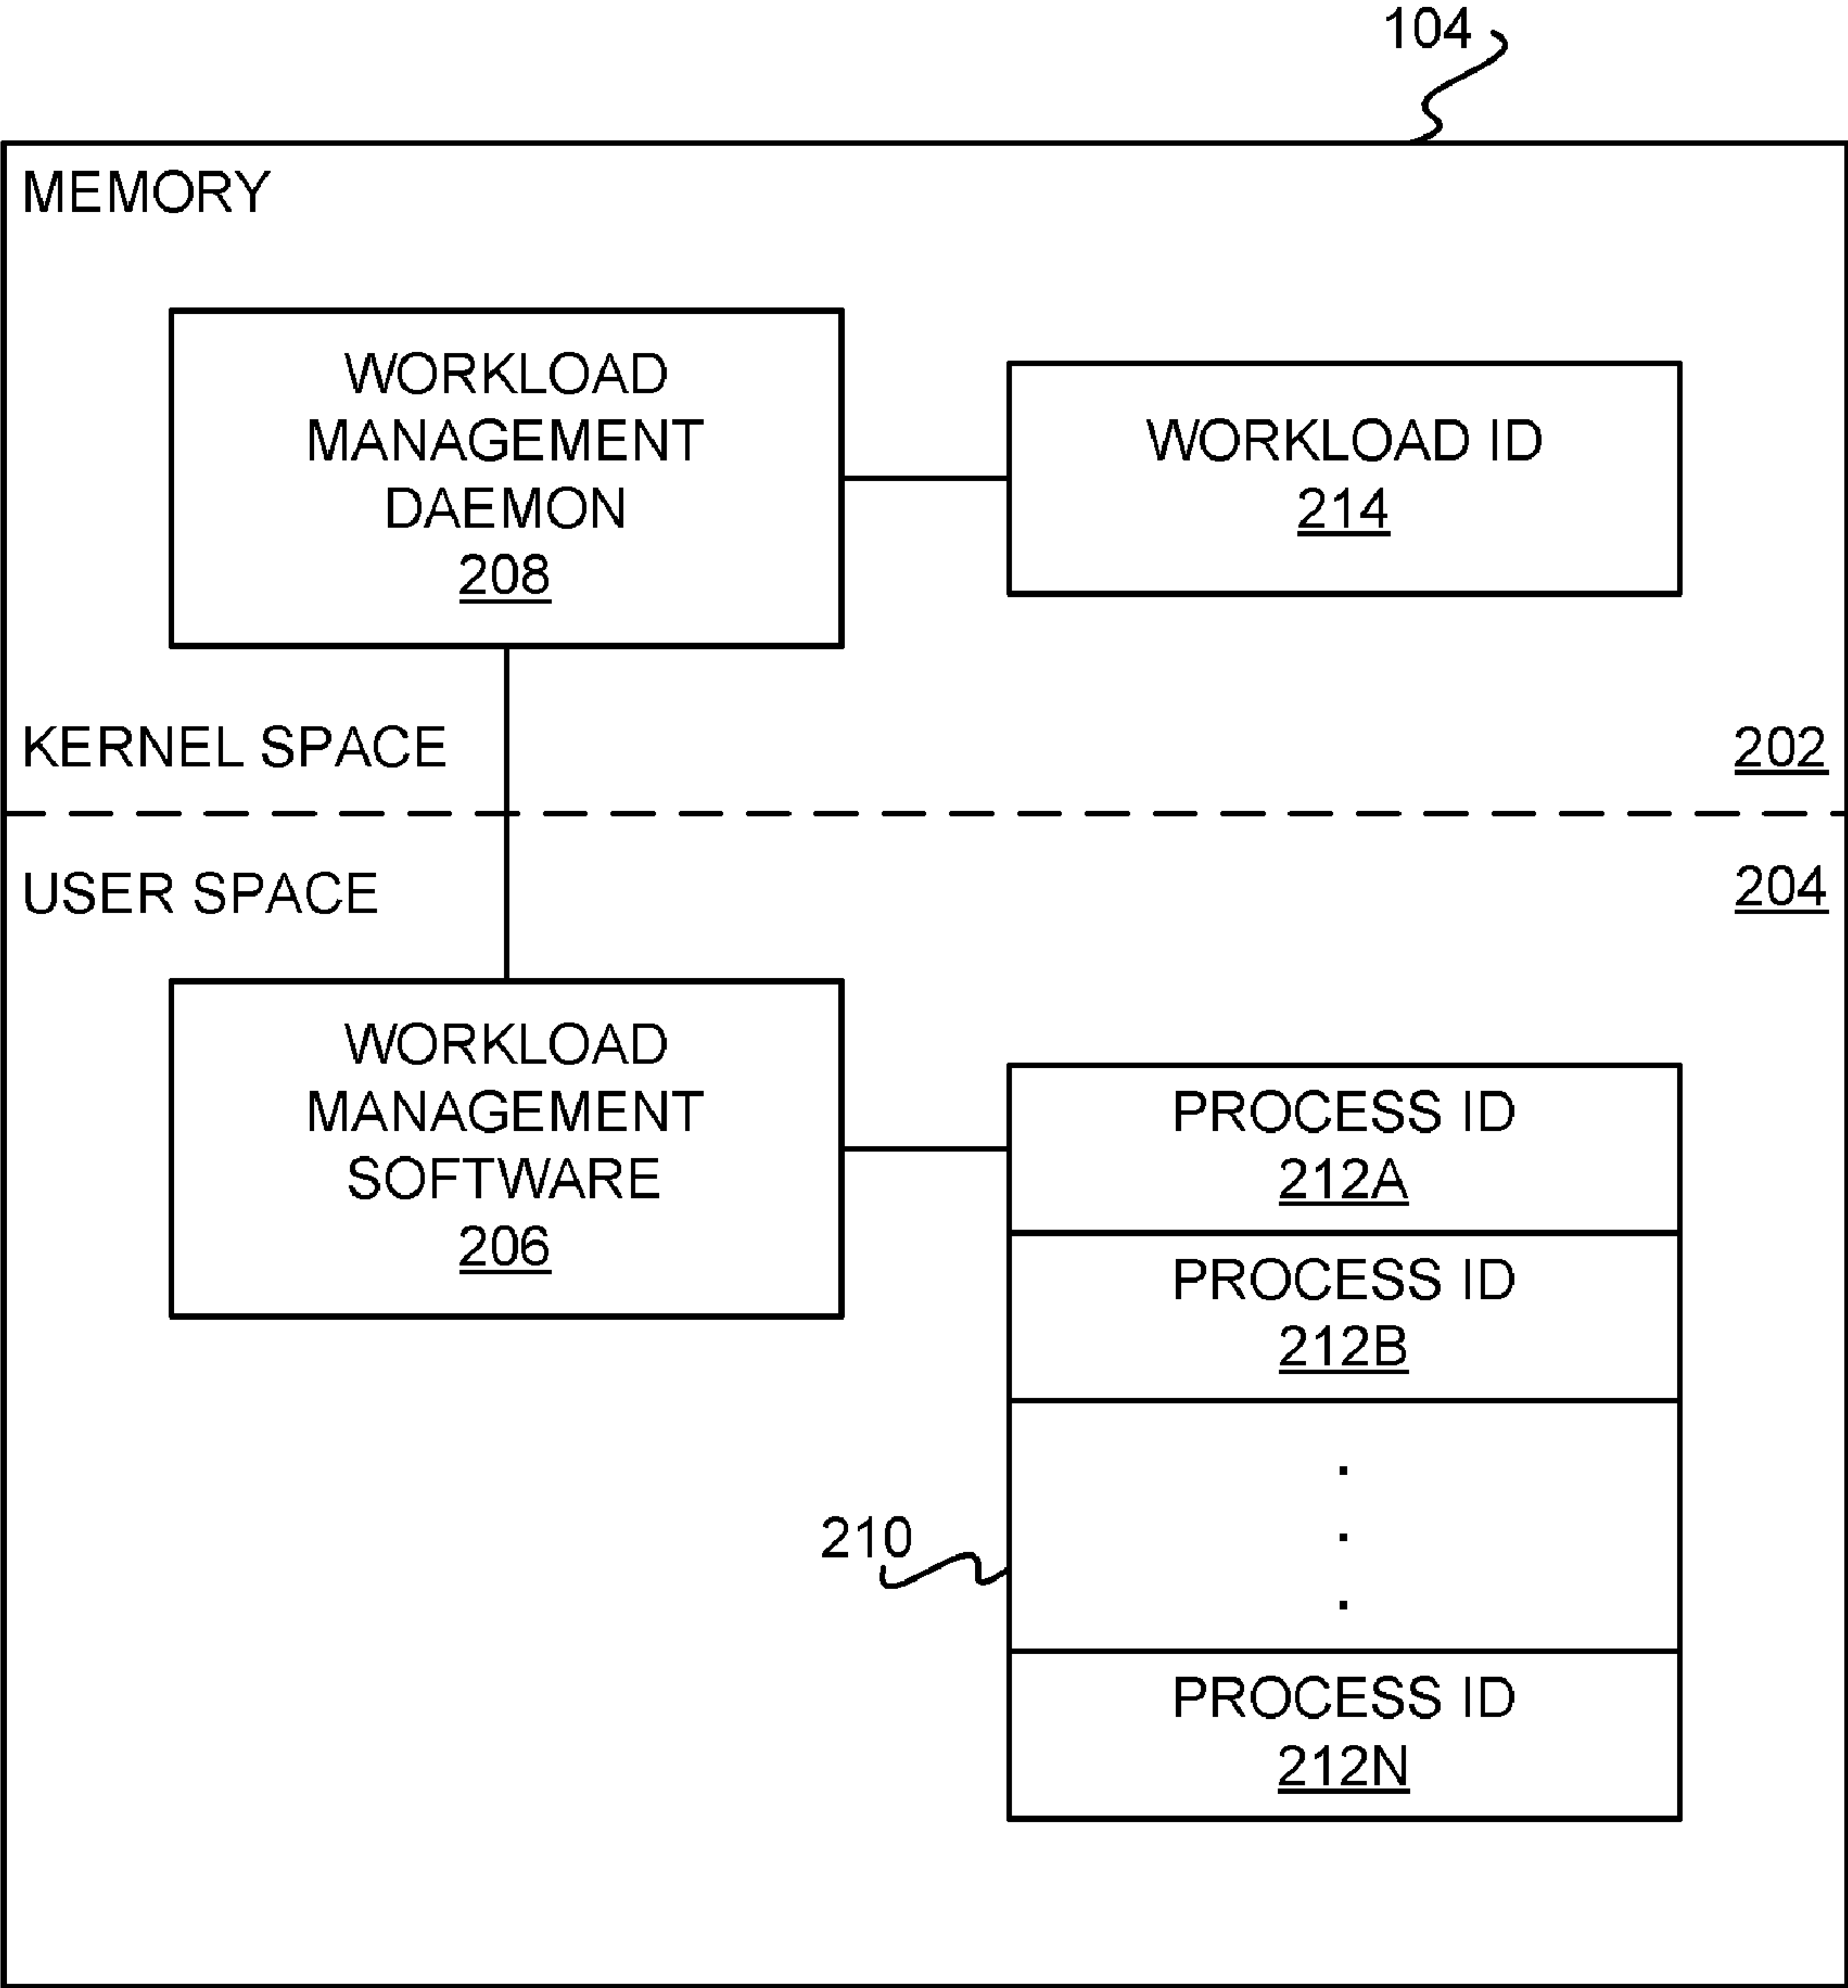 104
MEMORY
WORKLOAD
MANAGEMENT
DAEMON
208
WORKLOAD ID
214
KERNEL SPACE
202
USER SPACE
204
WORKLOAD
MANAGEMENT
SOFTWARE
206
PROCESS ID
212A
PROCESS ID
212B
210
PROCESS ID
212N